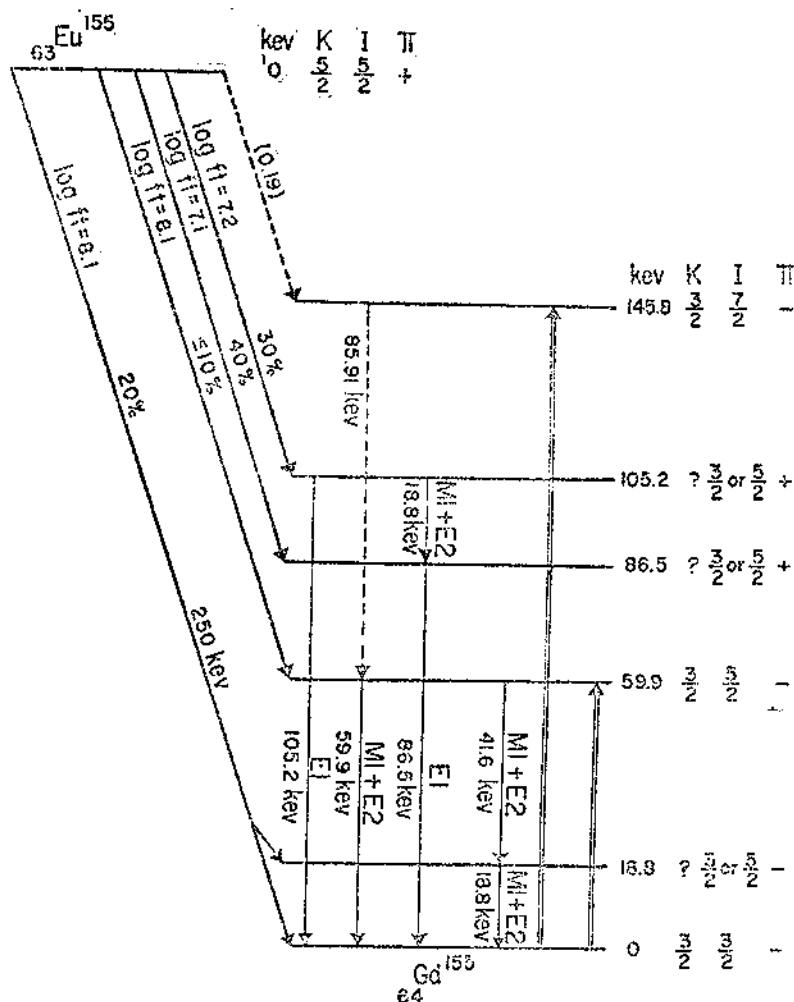 63 Eu 155
kev K I π
0 5/2 5/2 +
log ft = 8.1
log ft = 8.1
log ft = 7.1
log ft = 7.2
(0.19)
20%
≤10%
40%
30%
250 kev
kev K I π
145.8 3/2 7/2 -
85.91 kev
105.2 ? 3/2 or 5/2 +
M1+E2
18.8 kev
86.5 ? 3/2 or 5/2 +
59.9 3/2 5/2 -
105.2 kev
E1
59.9 kev
M1+E2
86.5 kev
E1
41.6 kev
M1+E2
18.8 ? 3/2 or 5/2 -
18.8 kev
M1+E2
0 3/2 3/2 -
64 Gd 155